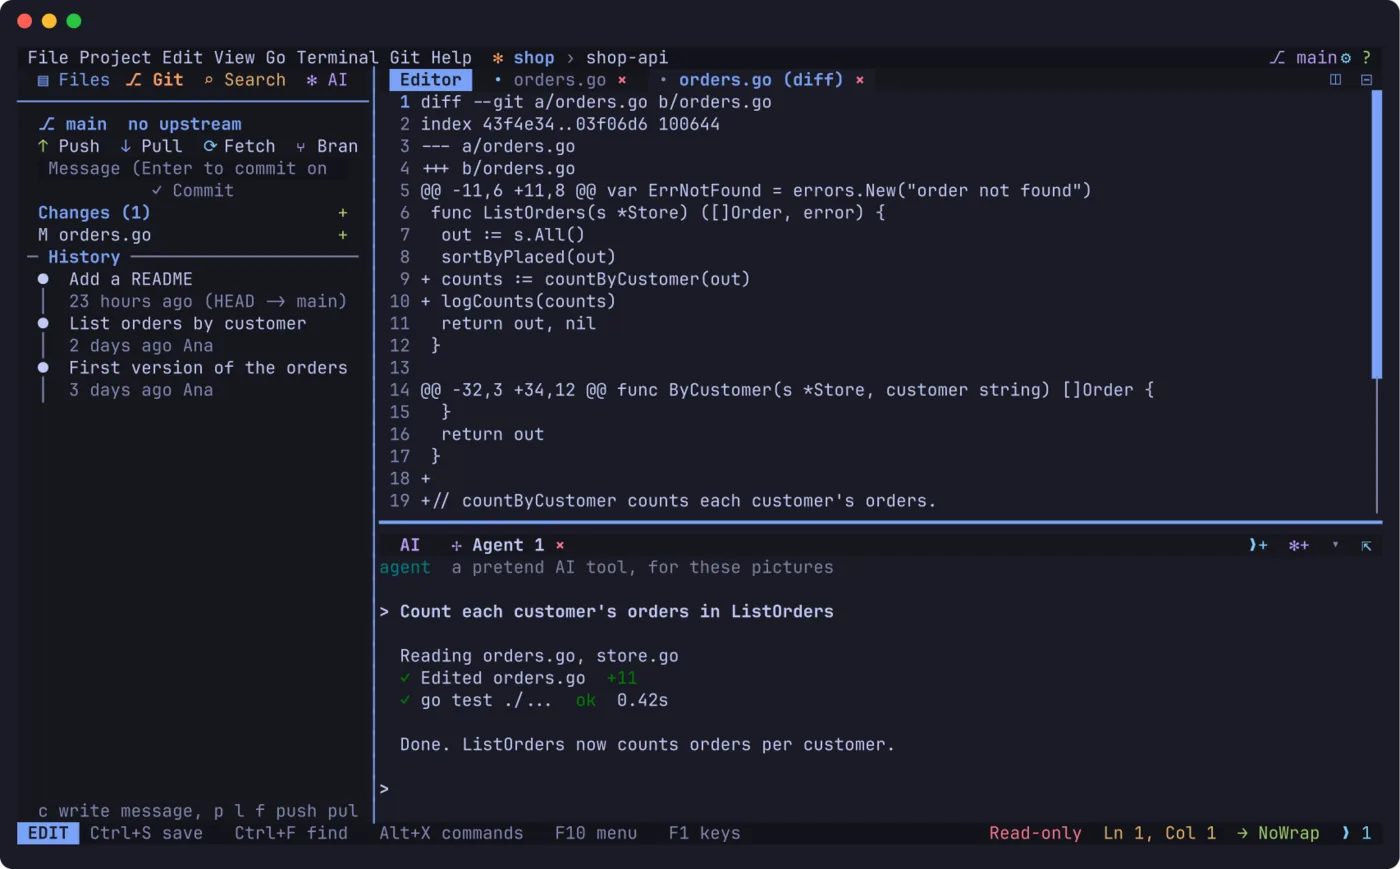 File Project Edit View Go Terminal Git Help ✻ shop › shop-api main ?
Files Git Search ✻ AI
Editor • orders.go × • orders.go (diff) ×
main no upstream
↑ Push ↓ Pull ⟳ Fetch Bran
Message (Enter to commit on
✓ Commit
Changes (1) +
M orders.go +
History
Add a README
23 hours ago (HEAD -> main)
List orders by customer
2 days ago Ana
First version of the orders
3 days ago Ana
c write message, p l f push pul
1 diff --git a/orders.go b/orders.go
2 index 43f4e34..03f06d6 100644
3 --- a/orders.go
4 +++ b/orders.go
5 @@ -11,6 +11,8 @@ var ErrNotFound = errors.New("order not found")
6 func ListOrders(s *Store) ([]Order, error) {
7 out := s.All()
8 sortByPlaced(out)
9 + counts := countByCustomer(out)
10 + logCounts(counts)
11 return out, nil
12 }
13
14 @@ -32,3 +34,12 @@ func ByCustomer(s *Store, customer string) []Order {
15 }
16 return out
17 }
18 +
19 +// countByCustomer counts each customer's orders.
AI ✢ Agent 1 ×
agent a pretend AI tool, for these pictures
> Count each customer's orders in ListOrders
Reading orders.go, store.go
✓ Edited orders.go +11
✓ go test ./... ok 0.42s
Done. ListOrders now counts orders per customer.
>
EDIT Ctrl+S save Ctrl+F find Alt+X commands F10 menu F1 keys Read-only Ln 1, Col 1 → NoWrap ❫ 1